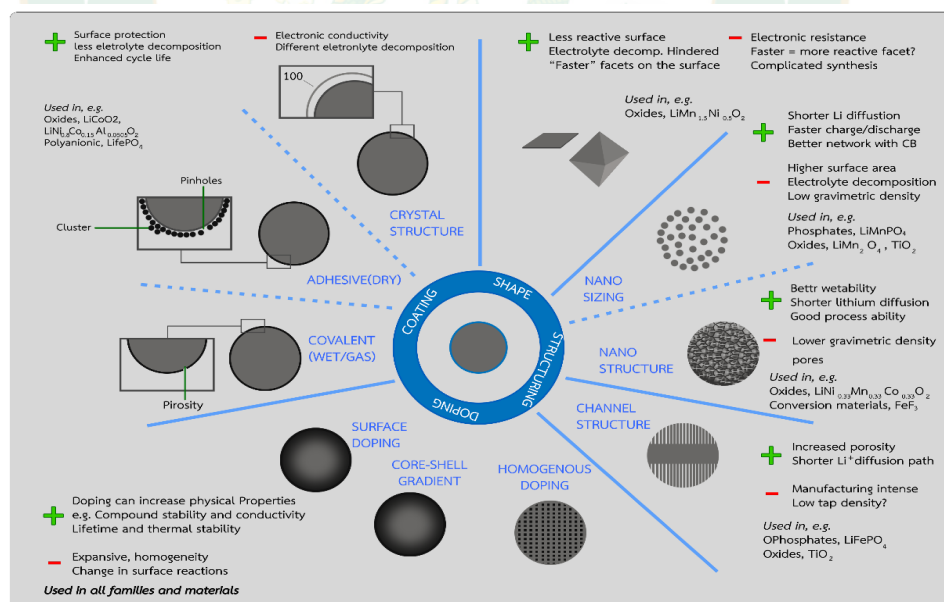 Surface protection
less eletrolyte decomposition
Enhanced cycle life
Electronic conductivity
Different eletronlyte decomposition
Used in, e.g.
Oxides, LiCoO2,
LiNi0.8Co0.15Al0.0505O2
Polyanionic, LifePO4
100
CRYSTAL
STRUCTURE
Pinholes
Cluster
ADHESIVE(DRY)
COVALENT
(WET/GAS)
Pirosity
Less reactive surface
Electrolyte decomp. Hindered
“Faster” facets on the surface
Electronic resistance
Faster = more reactive facet?
Complicated synthesis
Used in, e.g.
Oxides, LiMn1.5Ni0.5O2
Shorter Li diffustion
Faster charge/discharge
Better network with CB
Higher surface area
Electrolyte decomposition
Low gravimetric density
Used in, e.g.
Phosphates, LiMnPO4
Oxides, LiMn2O4, TiO2
NANO
SIZING
Bettr wetability
Shorter lithium diffusion
Good process ability
Lower gravimetric density
pores
Used in, e.g.
Oxides, LiNi0.33Mn0.33Co0.33O2
Conversion materials, FeF3
NANO
STRUCTURE
CHANNEL
STRUCTURE
Increased porosity
Shorter Li+diffusion path
Manufacturing intense
Low tap density?
Used in, e.g.
OPhosphates, LiFePO4
Oxides, TiO2
COATING
SHAPE
STRUCTURING
DOPING
SURFACE
DOPING
CORE-SHELL
GRADIENT
HOMOGENOUS
DOPING
Doping can increase physical Properties
e.g. Compound stability and conductivity
Lifetime and thermal stability
Expansive, homogeneity
Change in surface reactions
Used in all families and materials